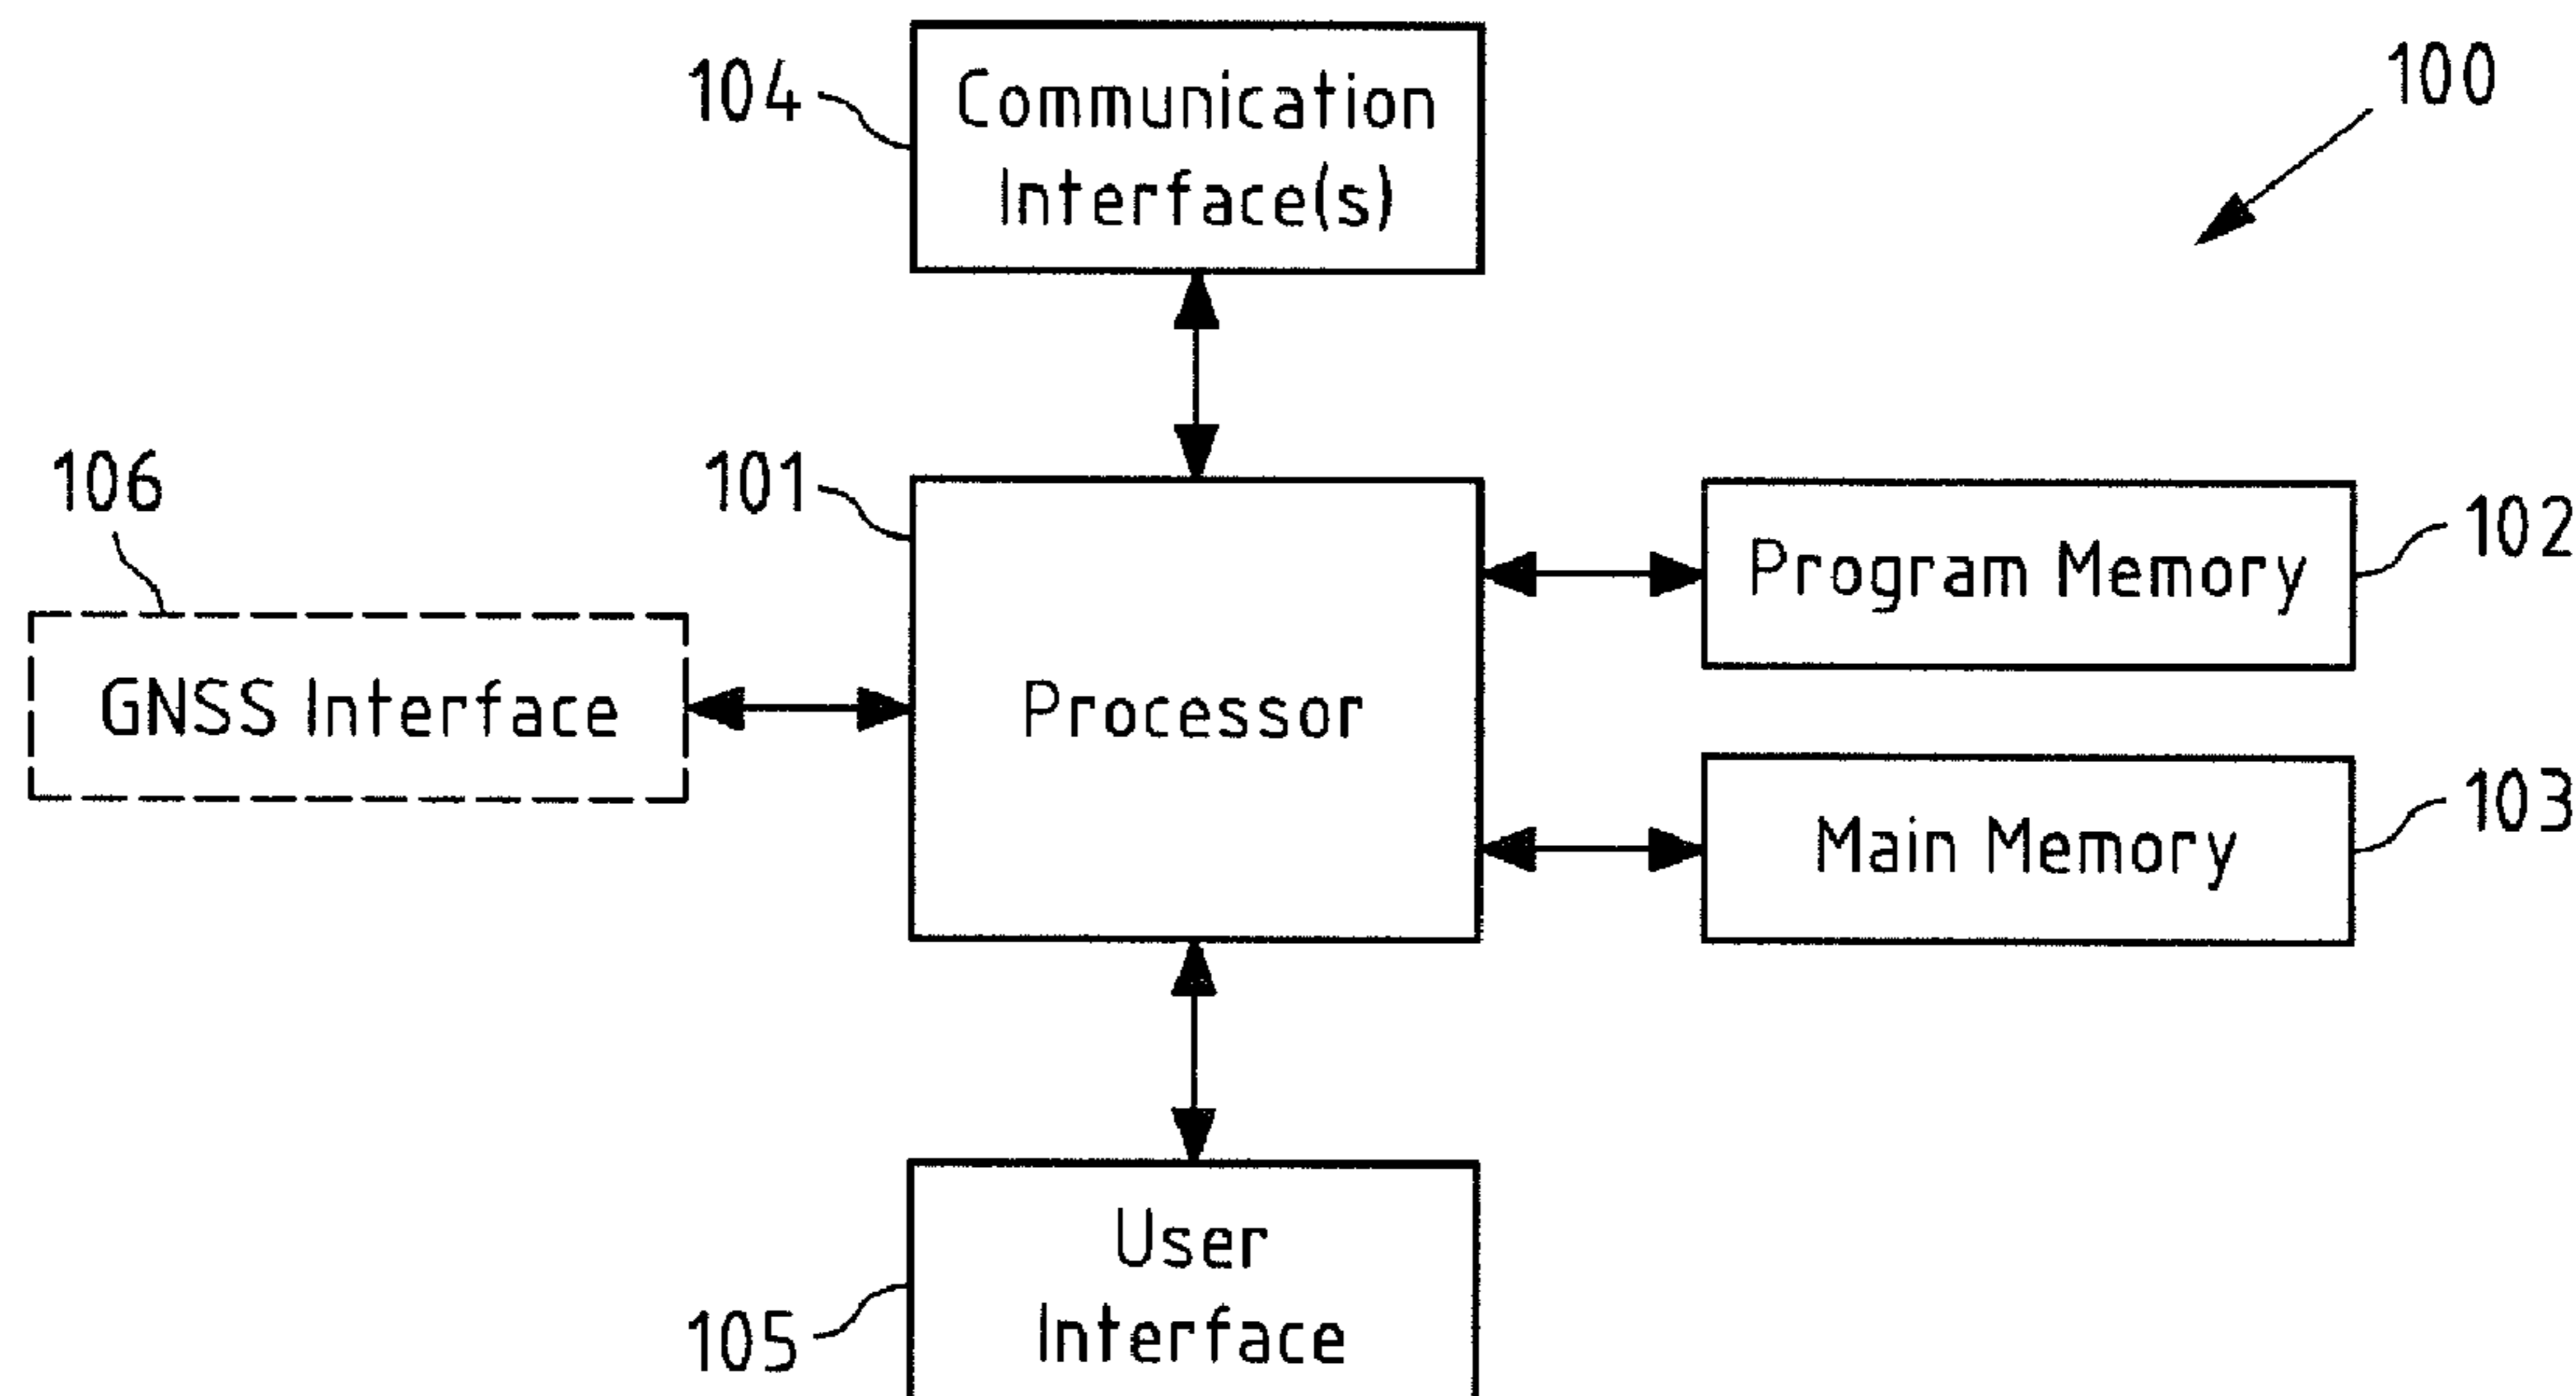 104
Communication
Interface(s)
100
106
101
102
Program Memory
GNSS Interface
Processor
103
Main Memory
User
Interface
105